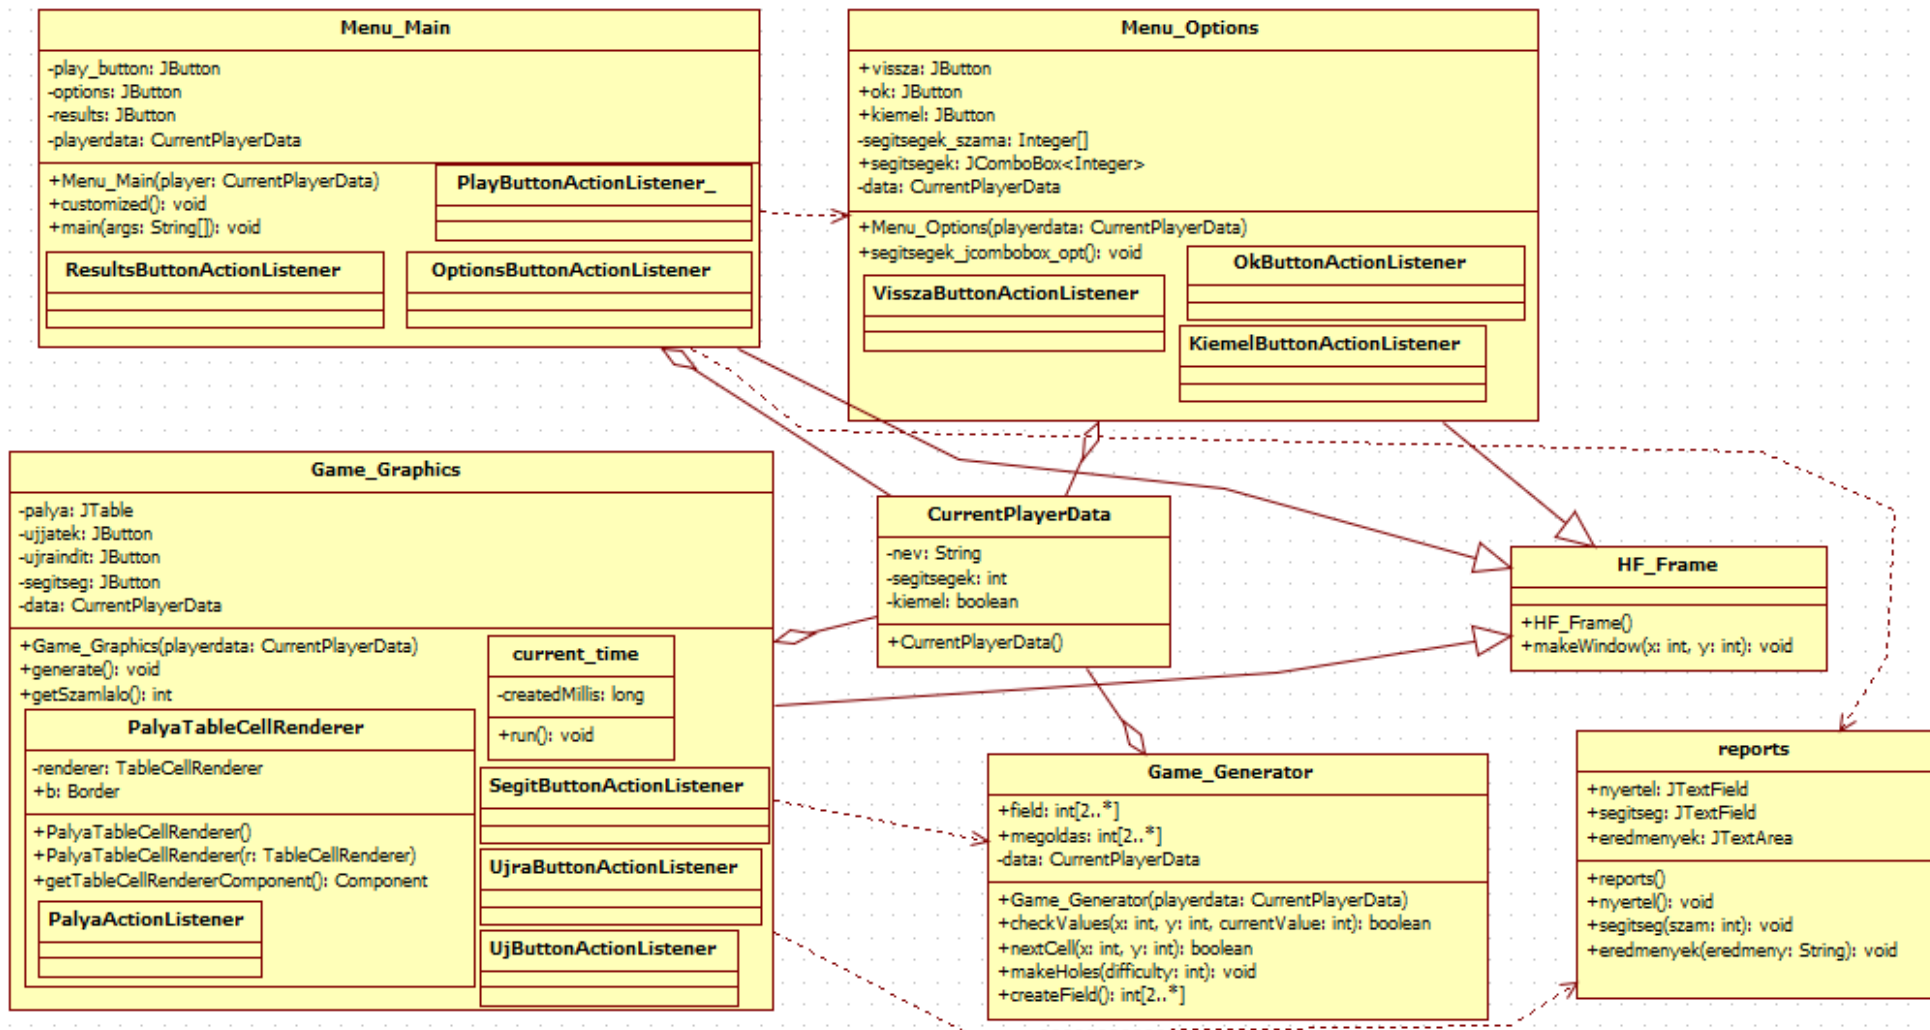 Menu_Main
-play_button: JButton
-options: JButton
-results: JButton
-playerdata: CurrentPlayerData
+Menu_Main(player: CurrentPlayerData)
+customized(): void
+main(args: String[]): void
PlayButtonActionListener_
ResultsButtonActionListener
OptionsButtonActionListener
Menu_Options
+vissza: JButton
+ok: JButton
+kiemel: JButton
-segitsegek_szama: Integer[]
+segitsegek: JComboBox<Integer>
-data: CurrentPlayerData
+Menu_Options(playerdata: CurrentPlayerData)
+segitsegek_jcombobox_opt(): void
OkButtonActionListener
VisszaButtonActionListener
KiemelButtonActionListener
Game_Graphics
-palya: JTable
-ujjatek: JButton
-ujraindit: JButton
-segitseg: JButton
-data: CurrentPlayerData
+Game_Graphics(playerdata: CurrentPlayerData)
+generate(): void
+getSzamlalo(): int
current_time
-createdMillis: long
+run(): void
PalyaTableCellRenderer
-renderer: TableCellRenderer
+b: Border
+PalyaTableCellRenderer()
+PalyaTableCellRenderer(r: TableCellRenderer)
+getTableCellRendererComponent(): Component
PalyaActionListener
SegitButtonActionListener
UjraButtonActionListener
UjButtonActionListener
CurrentPlayerData
-nev: String
-segitsegek: int
-kiemel: boolean
+CurrentPlayerData()
HF_Frame
+HF_Frame()
+makeWindow(x: int, y: int): void
Game_Generator
+field: int[2..*]
+megoldas: int[2..*]
-data: CurrentPlayerData
+Game_Generator(playerdata: CurrentPlayerData)
+checkValues(x: int, y: int, currentValue: int): boolean
+nextCell(x: int, y: int): boolean
+makeHoles(difficulty: int): void
+createField(): int[2..*]
reports
+nyertel: JTextField
+segitseg: JTextField
+eredmenyek: JTextArea
+reports()
+nyertel(): void
+segitseg(szam: int): void
+eredmenyek(eredmeny: String): void